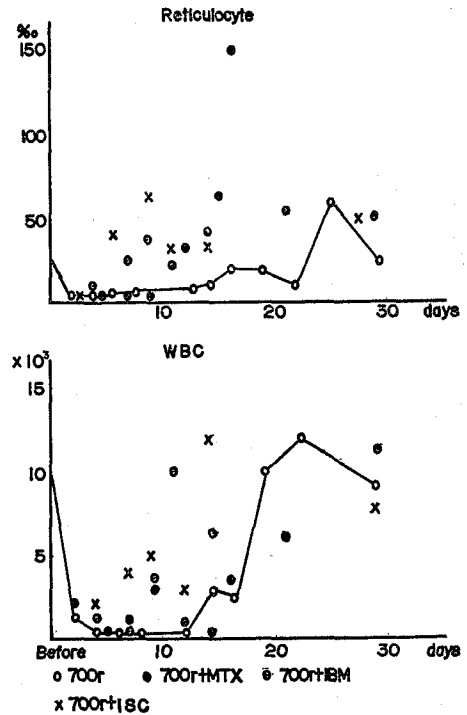 Reticulocyte
‰
150
100
50
10 20 30 days
WBC
×10³
15
10
5
Before 10 20 30 days
700r 700r+MTX 700r+IBM
x 700r+ISC